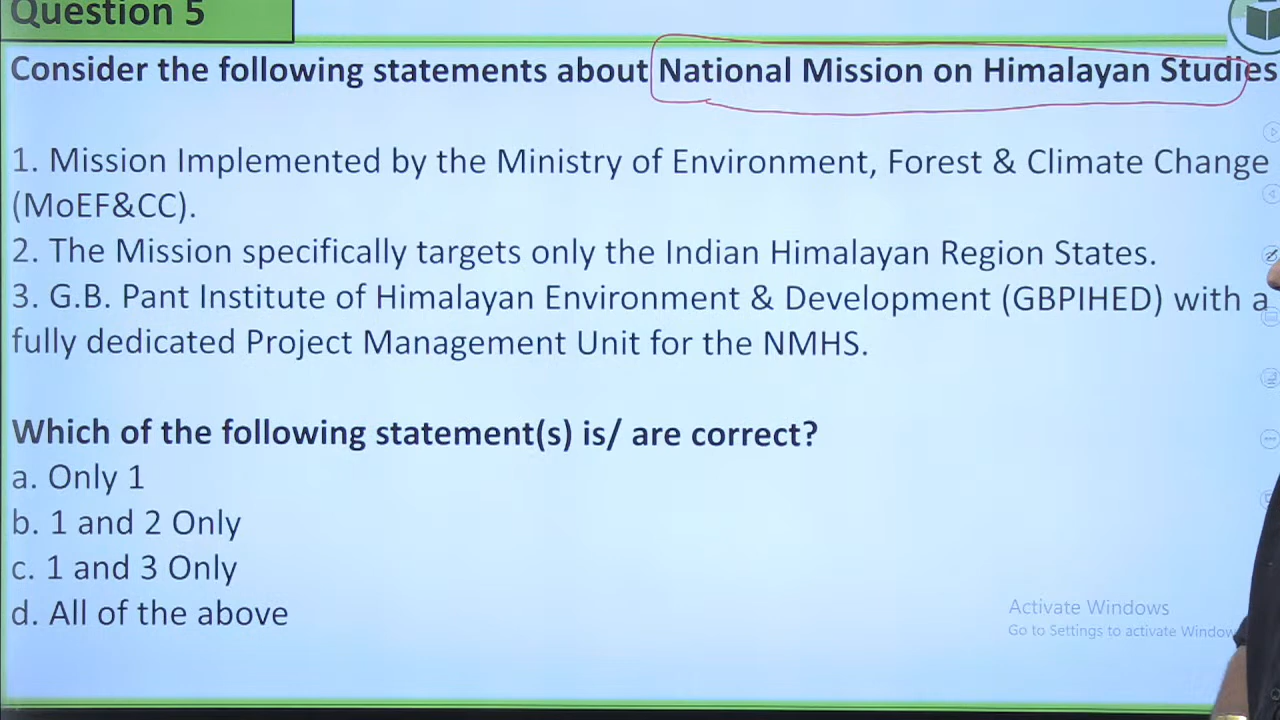 Question 5
Consider the following statements about National Mission on Himalayan Studies
1. Mission Implemented by the Ministry of Environment, Forest & Climate Change
(MoEF&CC).
2. The Mission specifically targets only the Indian Himalayan Region States.
3. G.B. Pant Institute of Himalayan Environment & Development (GBPIHED) with a
fully dedicated Project Management Unit for the NMHS.
Which of the following statement(s) is/ are correct?
a. Only 1
b. 1 and 2 Only
c. 1 and 3 Only
d. All of the above
Activate Windows
Go to Settings to activate Window